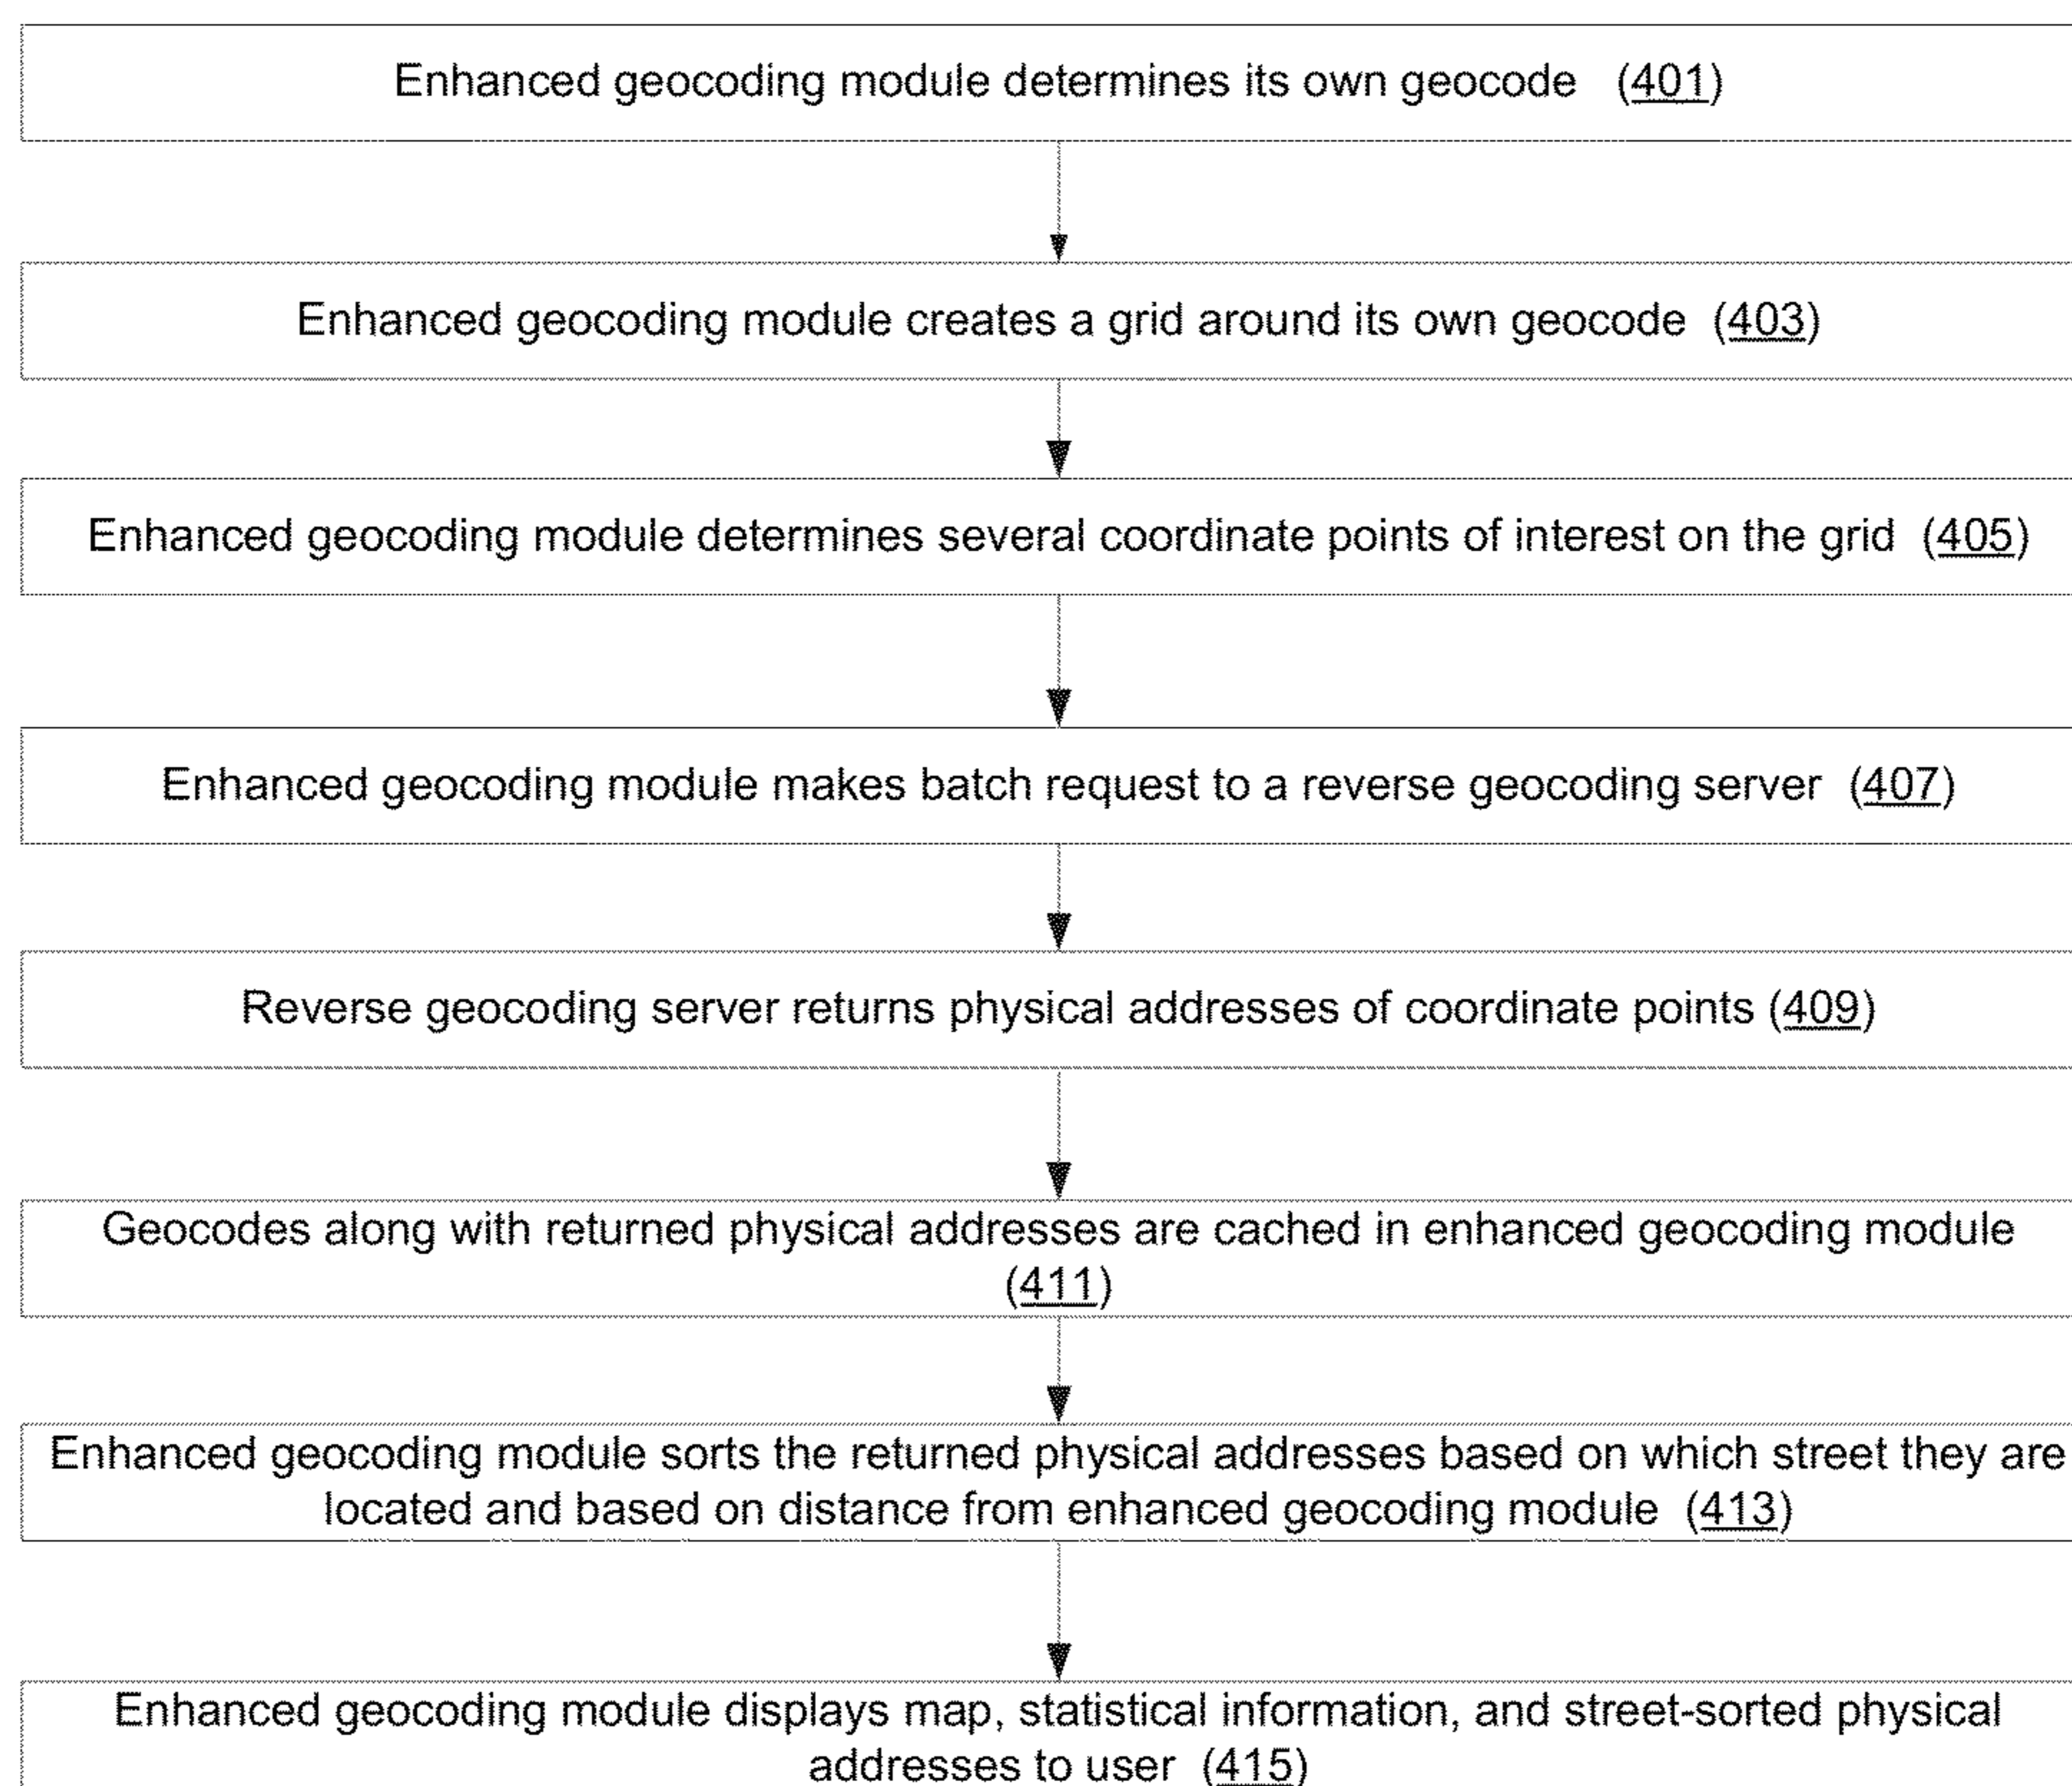 Enhanced geocoding module determines its own geocode (401)
Enhanced geocoding module creates a grid around its own geocode (403)
Enhanced geocoding module determines several coordinate points of interest on the grid (405)
Enhanced geocoding module makes batch request to a reverse geocoding server (407)
Reverse geocoding server returns physical addresses of coordinate points (409)
Geocodes along with returned physical addresses are cached in enhanced geocoding module
(411)
Enhanced geocoding module sorts the returned physical addresses based on which street they are
located and based on distance from enhanced geocoding module (413)
Enhanced geocoding module displays map, statistical information, and street-sorted physical
addresses to user (415)